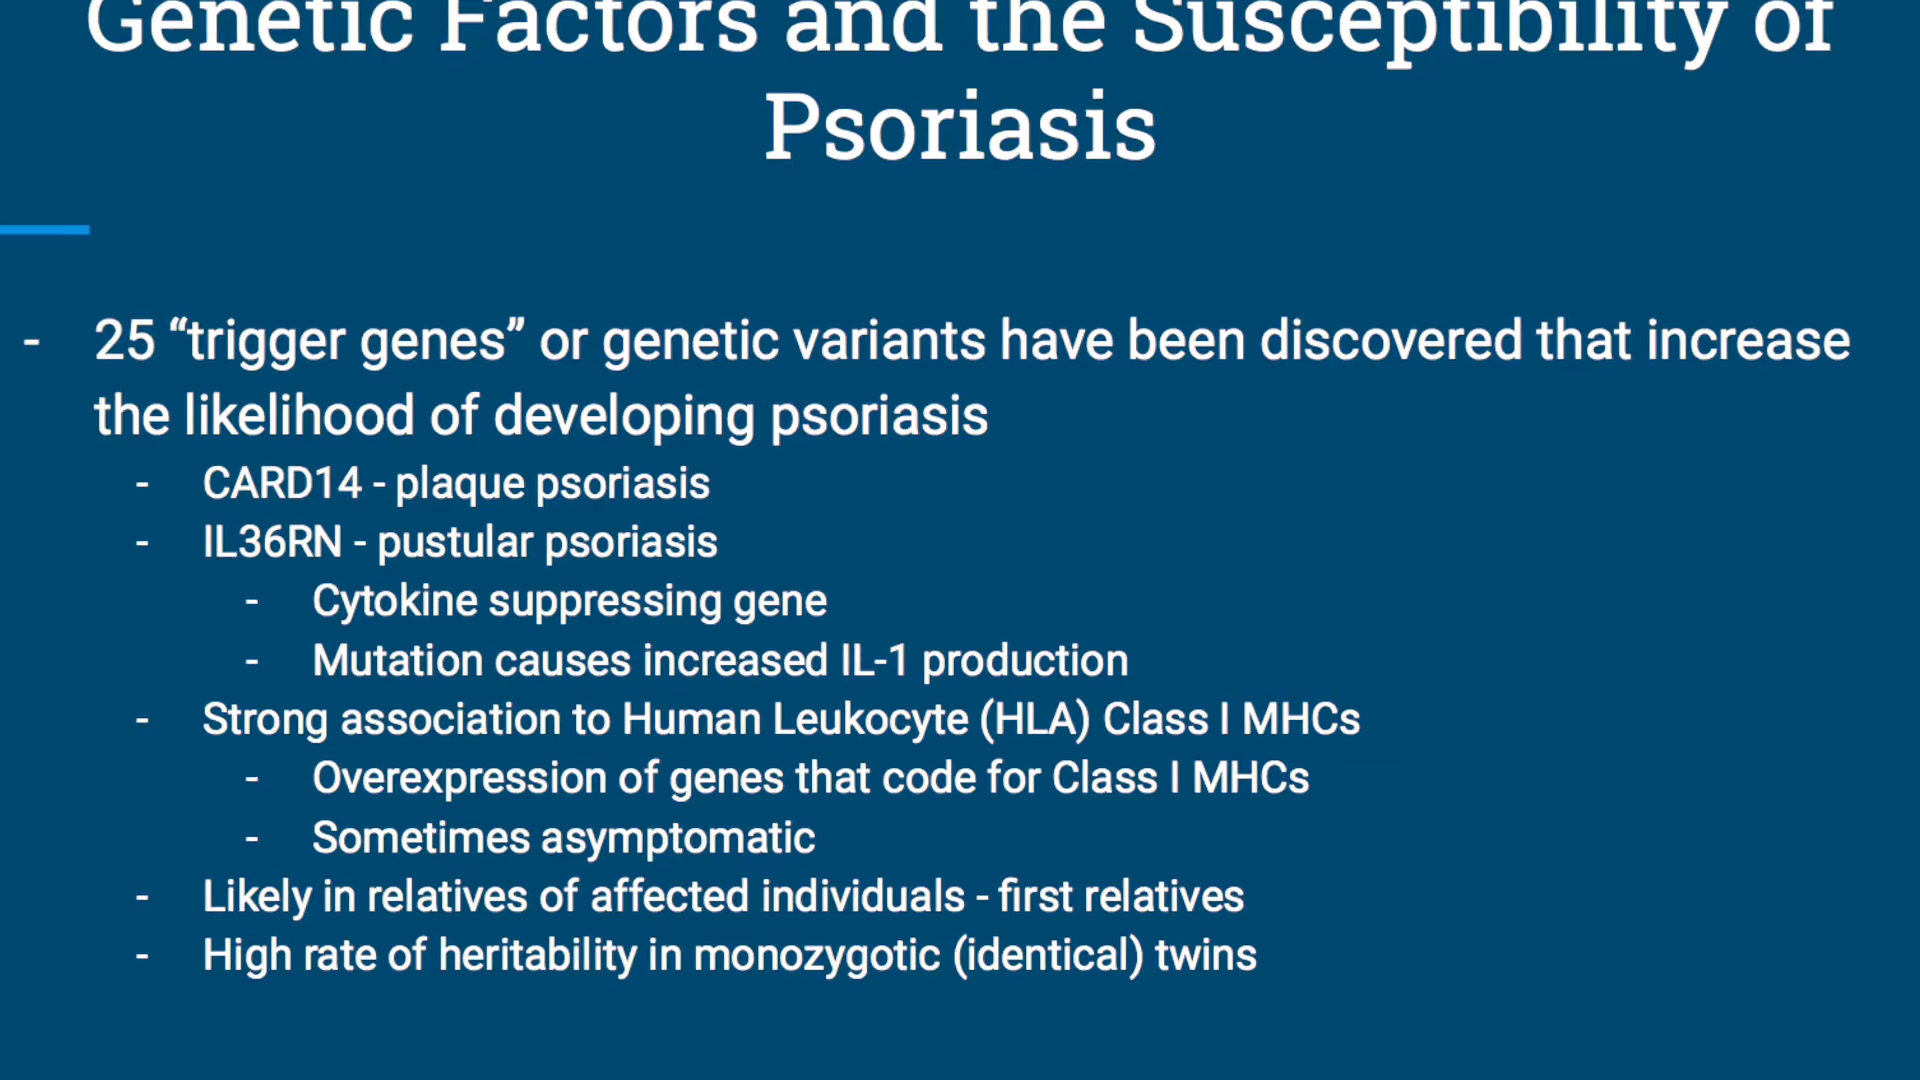 Genetic Factors and the Susceptibility of
Psoriasis
- 25 “trigger genes” or genetic variants have been discovered that increase
the likelihood of developing psoriasis
- CARD14 - plaque psoriasis
- IL36RN - pustular psoriasis
- Cytokine suppressing gene
- Mutation causes increased IL-1 production
- Strong association to Human Leukocyte (HLA) Class I MHCs
- Overexpression of genes that code for Class I MHCs
- Sometimes asymptomatic
- Likely in relatives of affected individuals - first relatives
- High rate of heritability in monozygotic (identical) twins